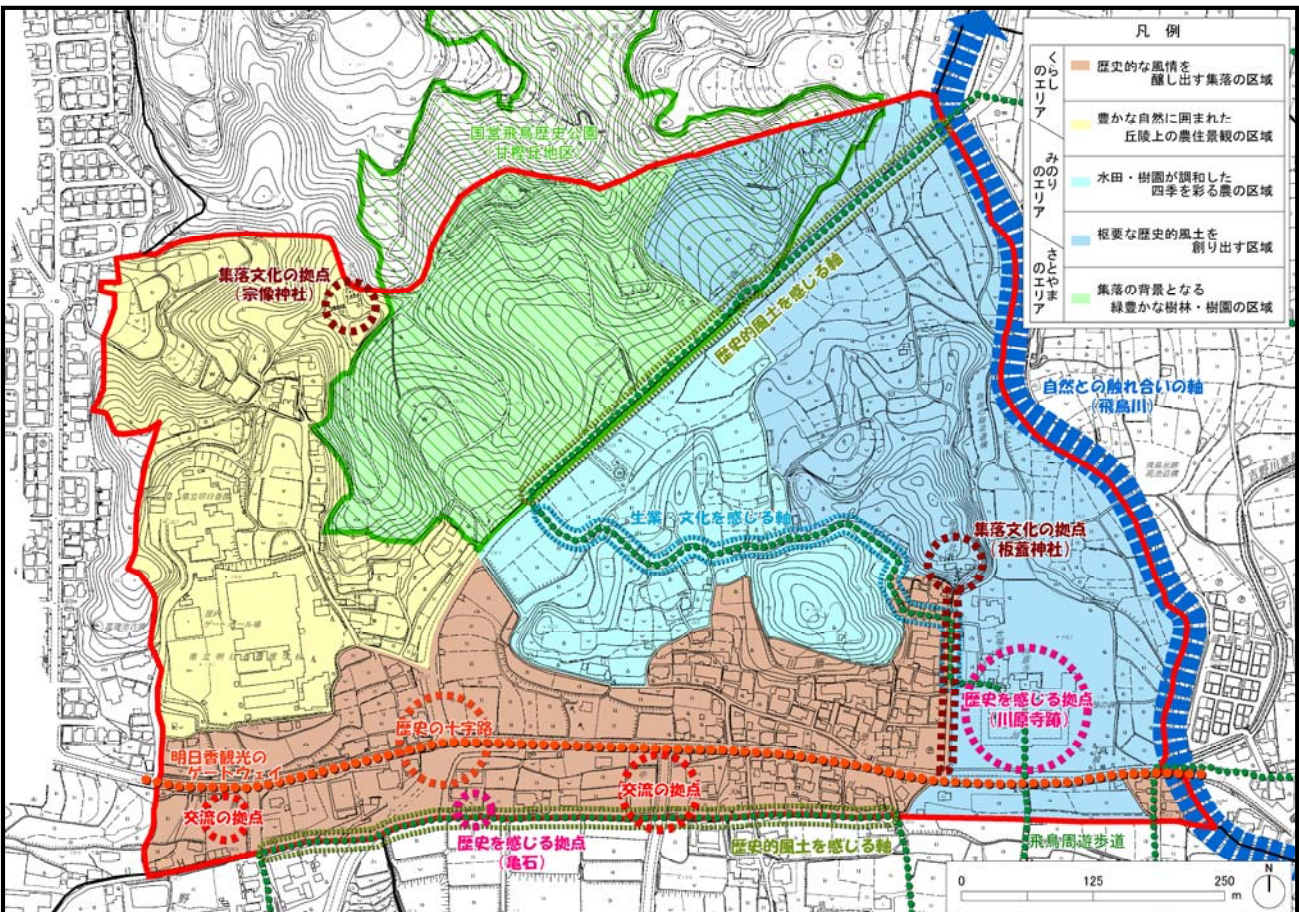 凡 例
くらし
のエリア
歴史的な風情を
醸し出す集落の区域
豊かな自然に囲まれた
丘陵上の農住景観の区域
みのり
のエリア
水田・樹園が調和した
四季を彩る農の区域
枢要な歴史的風土を
創り出す区域
さとやま
のエリア
集落の背景となる
緑豊かな樹林・樹園の区域
国営飛鳥歴史公園
甘樫丘地区
集落文化の拠点
(宗像神社)
歴史的風土を感じる軸
自然との触れ合いの軸
(飛鳥川)
生業・文化を感じる軸
集落文化の拠点
(板蓋神社)
歴史を感じる拠点
(川原寺跡)
歴史の十字路
明日香観光の
ゲートウェイ
交流の拠点
交流の拠点
歴史を感じる拠点
(亀石)
歴史的風土を感じる軸
飛鳥周遊歩道
0 125 250
m
N